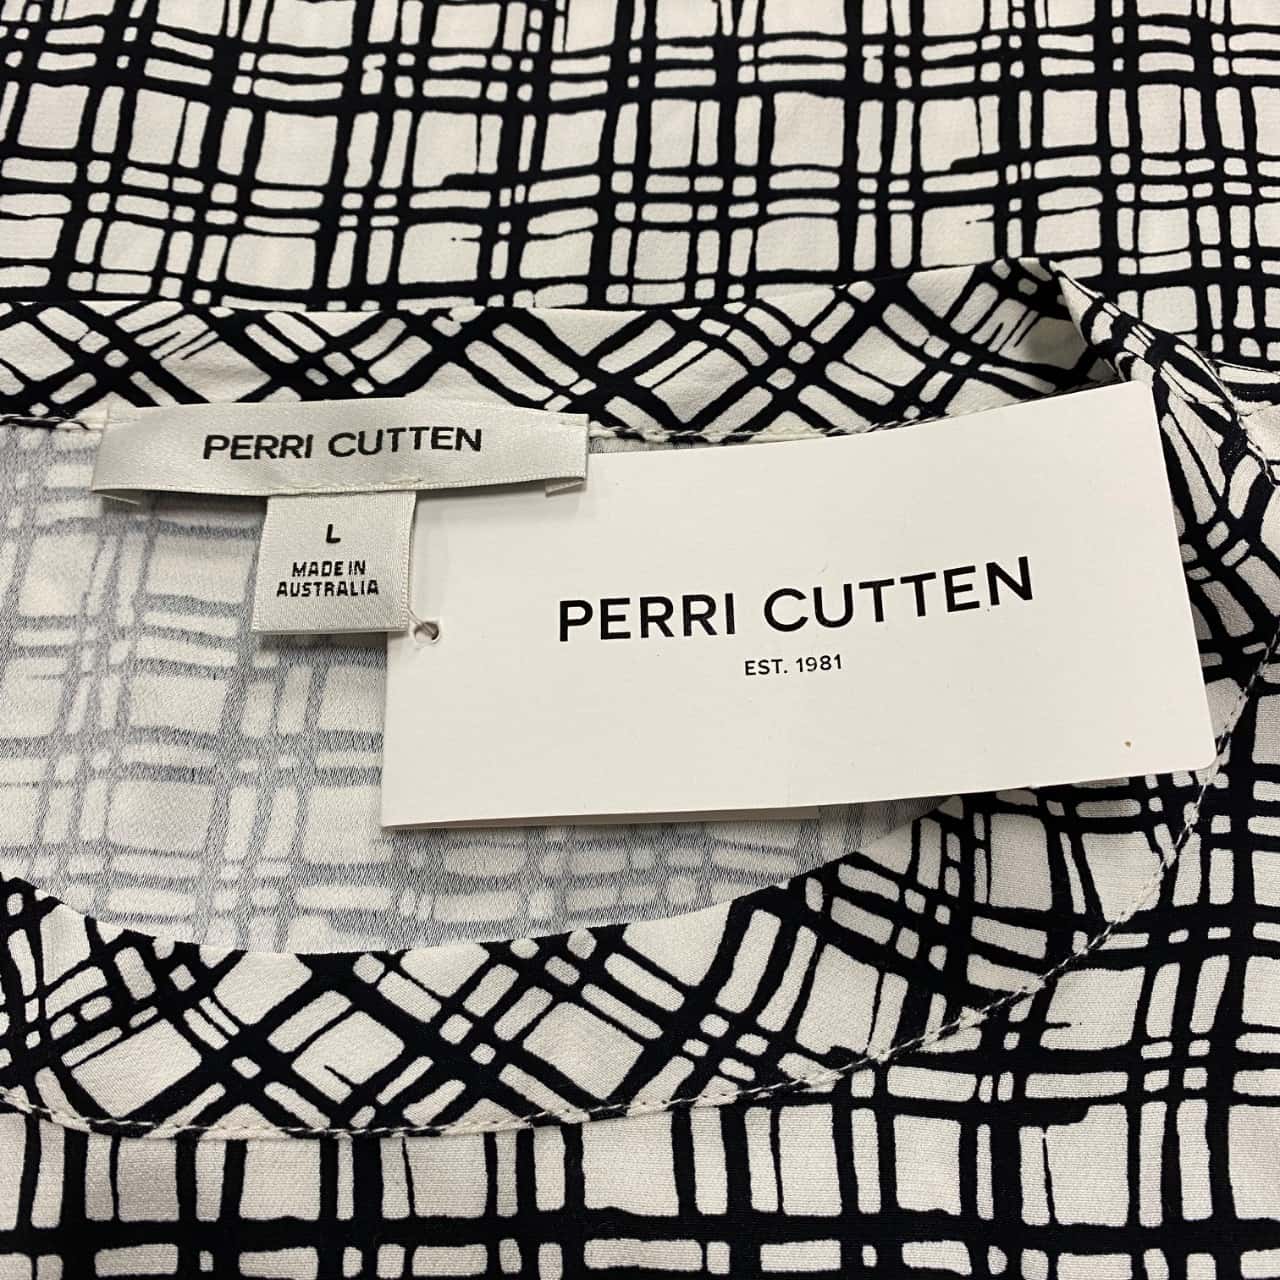 PERRI CUTTEN
L
MADE IN
AUSTRALIA
PERRI CUTTEN
EST. 1981